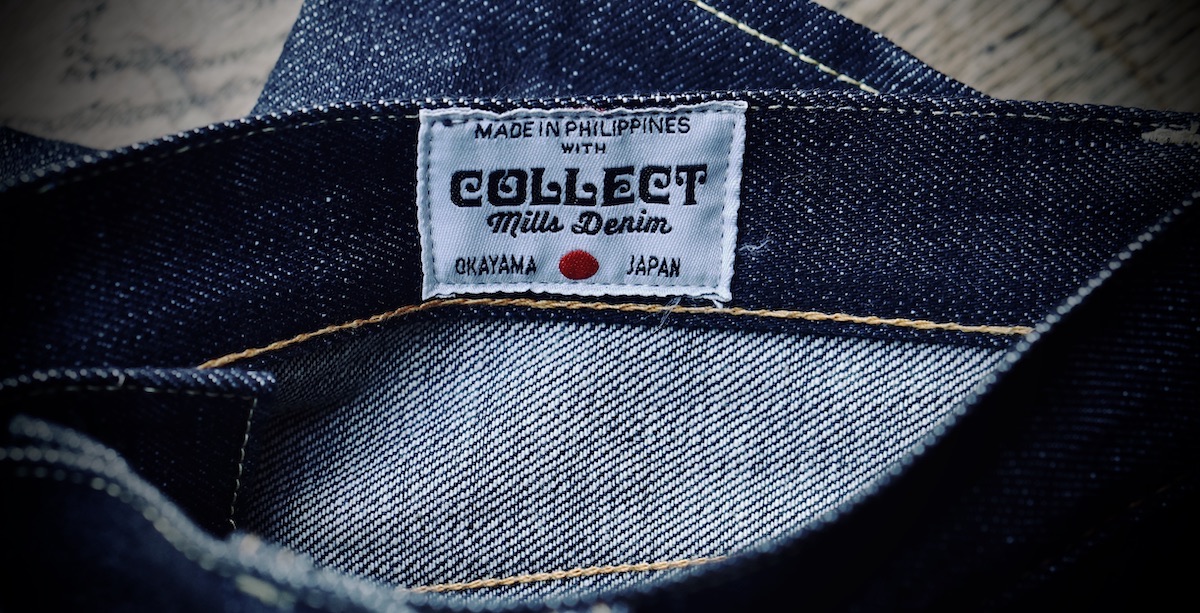 MADE IN PHILIPPINES
WITH
COLLECT
Mills Denim
OKAYAMA JAPAN